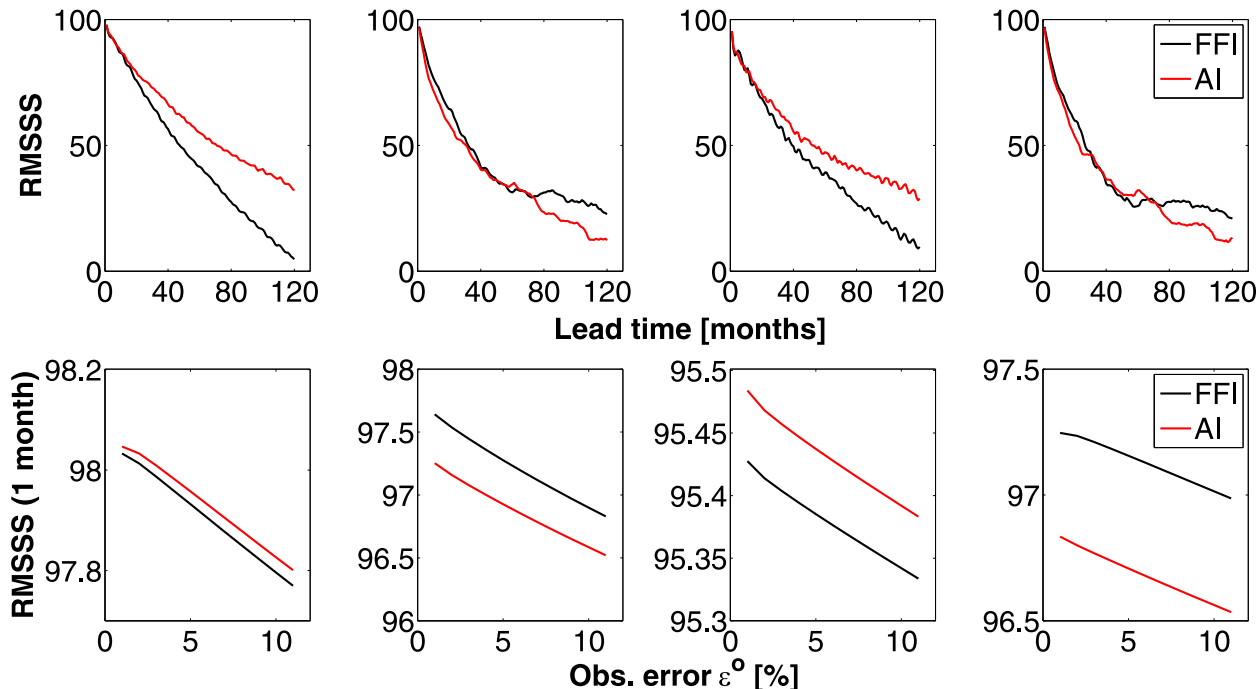 RMSSS
100
50
0
0 40 80 120
100
50
0
0 40 80 120
100
50
0
0 40 80 120
100
50
0
0 40 80 120
FFI
AI
Lead time [months]
RMSSS (1 month)
98.2
98
97.8
0 5 10
98
97.5
97
96.5
96
0 5 10
95.5
95.45
95.4
95.35
95.3
0 5 10
97.5
97
96.5
0 5 10
FFI
AI
Obs. error εᵒ [%]